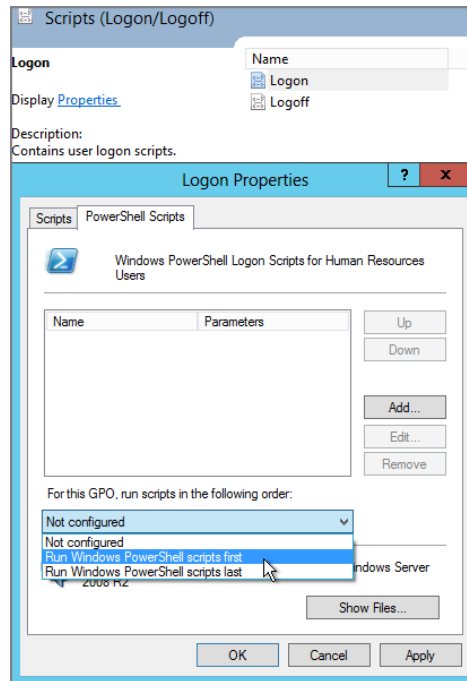 Scripts (Logon/Logoff)
Logon
Name
Logon
Display Properties
Logoff
Description:
Contains user logon scripts.
Logon Properties
? x
Scripts
PowerShell Scripts
Windows PowerShell Logon Scripts for Human Resources
Users
Name
Parameters
Up
Down
Add...
Edit...
Remove
For this GPO, run scripts in the following order:
Not configured
Not configured
Run Windows PowerShell scripts first
Run Windows PowerShell scripts last
indows Server
2008 R2
Show Files...
OK
Cancel
Apply